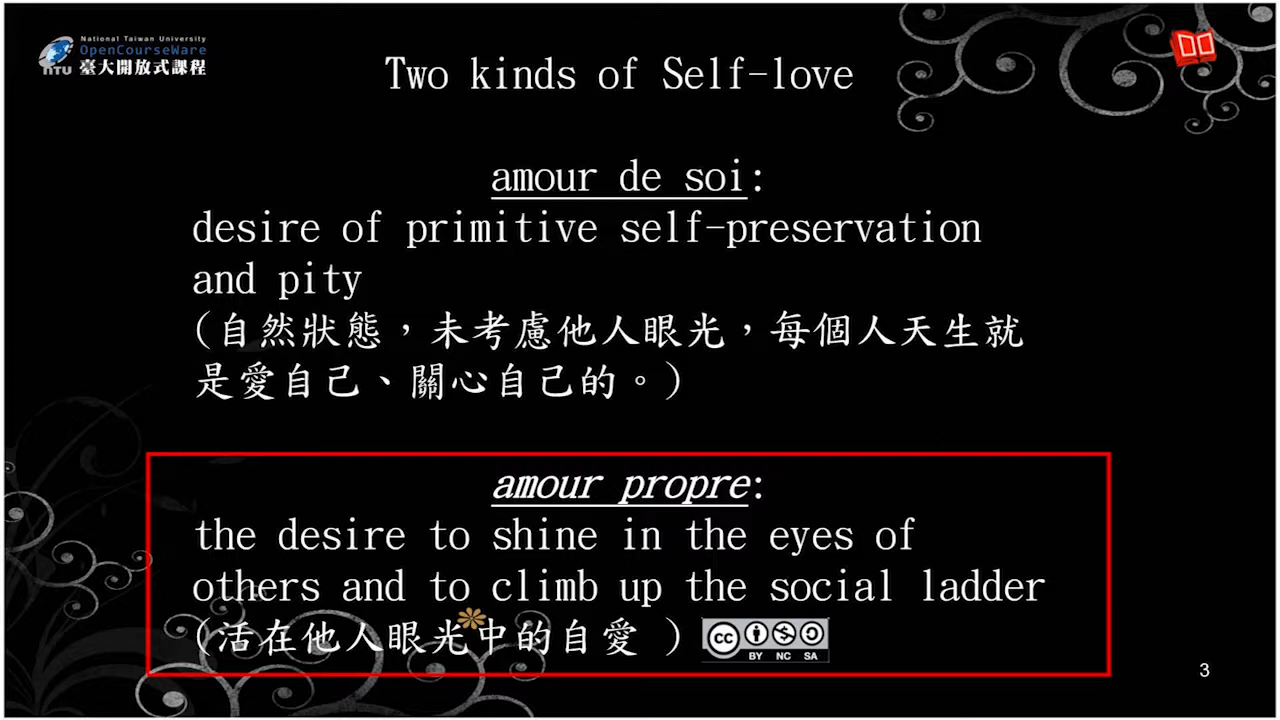 National Taiwan University
OpenCourseWare
NTU 臺大開放式課程
Two kinds of Self-love
amour de soi:
desire of primitive self-preservation
and pity
(自然狀態，未考慮他人眼光，每個人天生就
是愛自己、關心自己的。)
amour propre:
the desire to shine in the eyes of
others and to climb up the social ladder
(活在他人眼光中的自愛 )
cc
BY NC SA
3